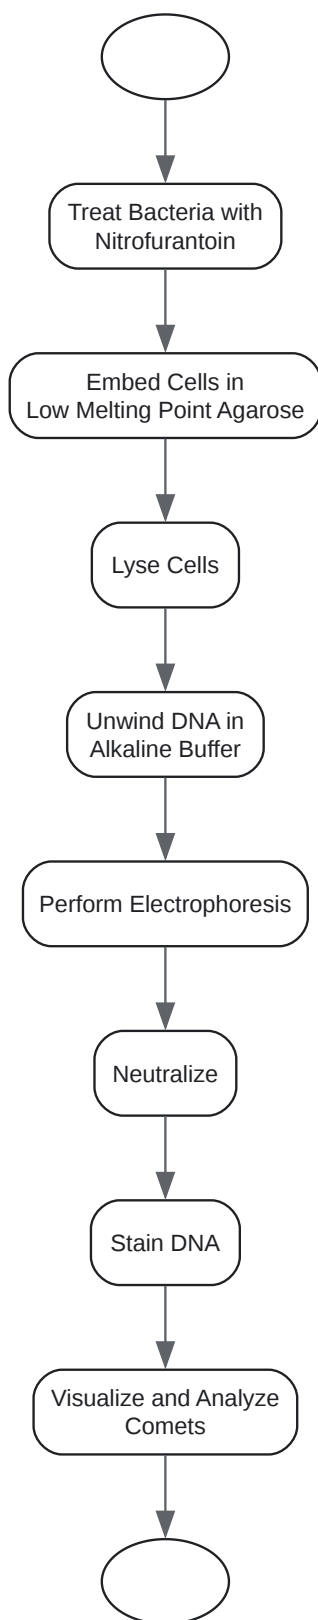 Treat Bacteria with
Nitrofurantoin
Embed Cells in
Low Melting Point Agarose
Lyse Cells
Unwind DNA in
Alkaline Buffer
Perform Electrophoresis
Neutralize
Stain DNA
Visualize and Analyze
Comets